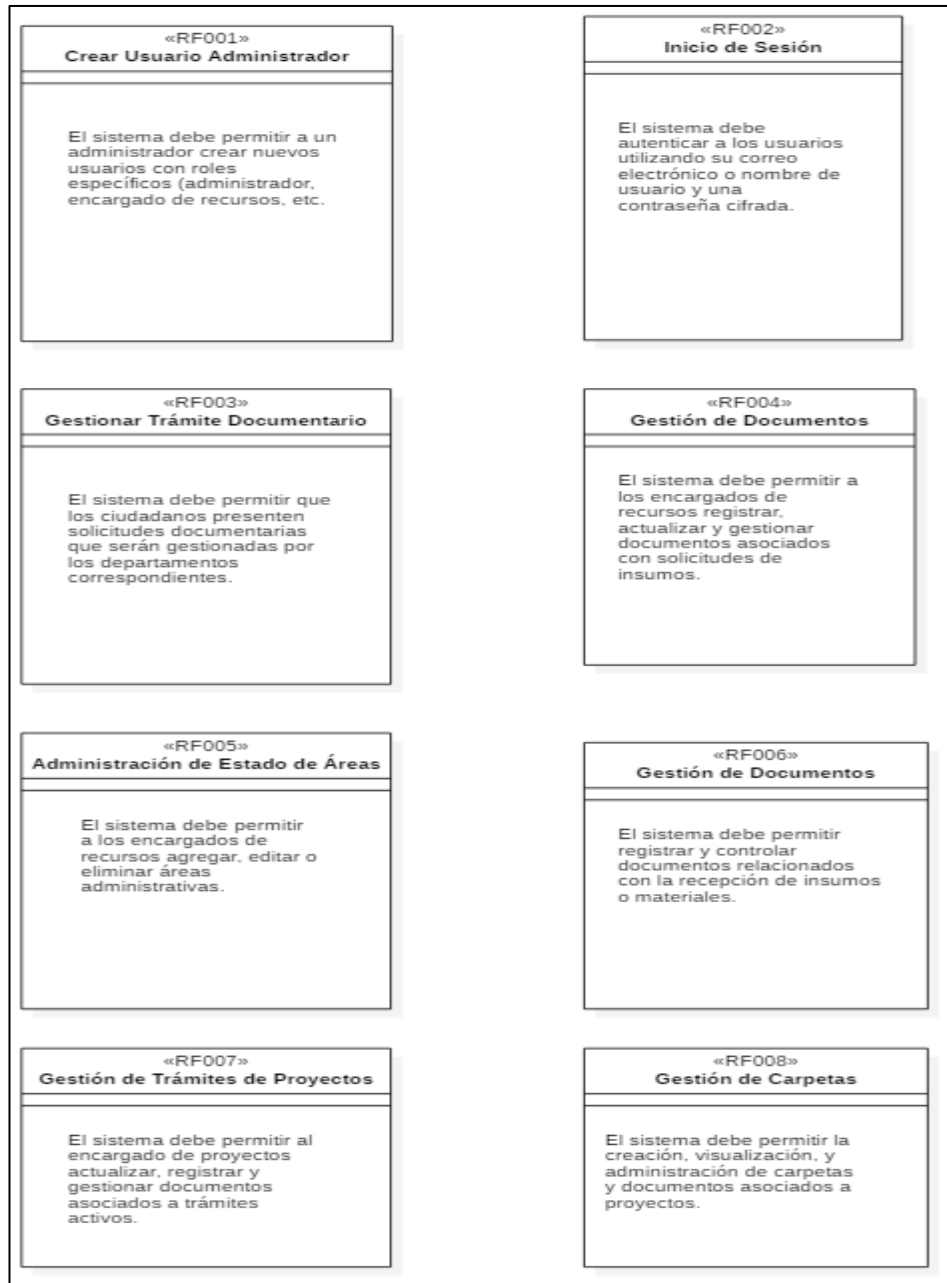 «RF001»
Crear Usuario Administrador
El sistema debe permitir a un
administrador crear nuevos
usuarios con roles
específicos (administrador,
encargado de recursos, etc.
«RF002»
Inicio de Sesión
El sistema debe
autenticar a los usuarios
utilizando su correo
electrónico o nombre de
usuario y una
contraseña cifrada.
«RF003»
Gestionar Trámite Documentario
El sistema debe permitir que
los ciudadanos presenten
solicitudes documentarias
que serán gestionadas por
los departamentos
correspondientes.
«RF004»
Gestión de Documentos
El sistema debe permitir a
los encargados de
recursos registrar,
actualizar y gestionar
documentos asociados
con solicitudes de
insumos.
«RF005»
Administración de Estado de Áreas
El sistema debe permitir
a los encargados de
recursos agregar, editar o
eliminar áreas
administrativas.
«RF006»
Gestión de Documentos
El sistema debe permitir
registrar y controlar
documentos relacionados
con la recepción de insumos
o materiales.
«RF007»
Gestión de Trámites de Proyectos
El sistema debe permitir al
encargado de proyectos
actualizar, registrar y
gestionar documentos
asociados a trámites
activos.
«RF008»
Gestión de Carpetas
El sistema debe permitir la
creación, visualización, y
administración de carpetas
y documentos asociados a
proyectos.